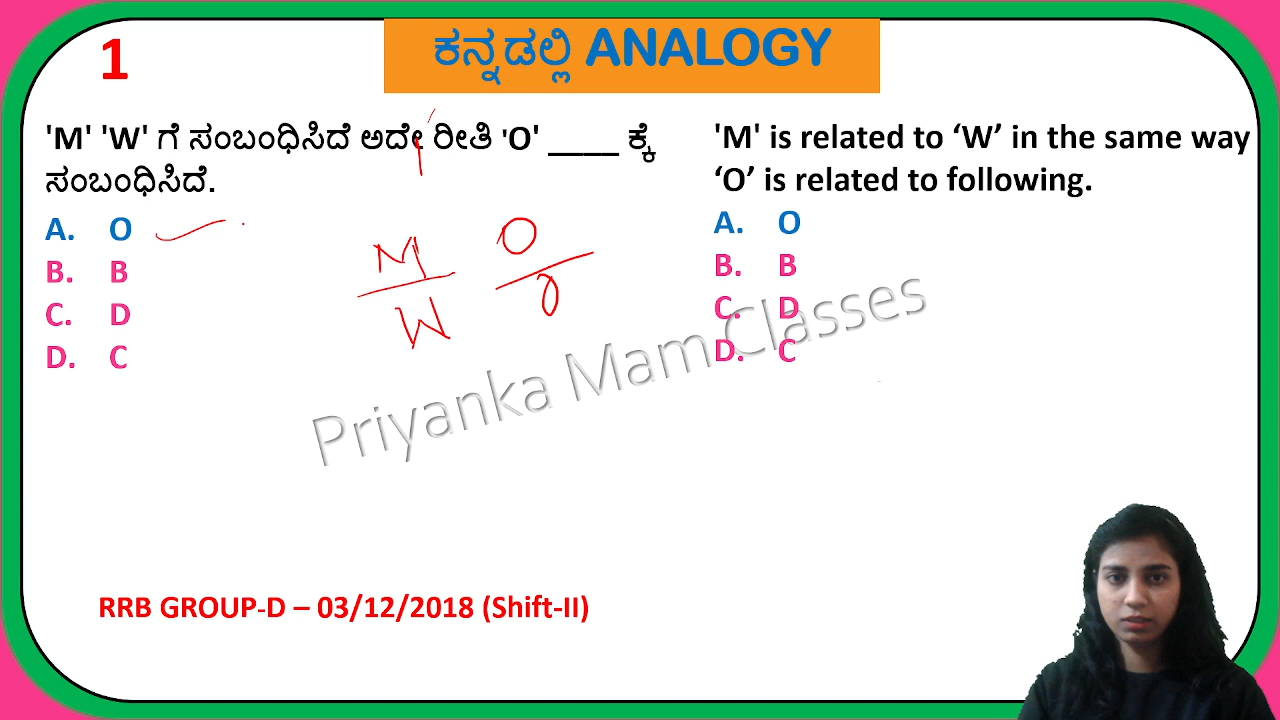 1
ಕನ್ನಡಲ್ಲಿ ANALOGY
'M' 'W' ಗೆ ಸಂಬಂಧಿಸಿದೆ ಅದೇ ರೀತಿ 'O' ____ ಕ್ಕೆ
ಸಂಬಂಧಿಸಿದೆ.
A. O
B. B
C. D
D. C
M O
W O
'M' is related to ‘W’ in the same way
‘O’ is related to following.
A. O
B. B
C. D
D. C
Priyanka Mam Classes
RRB GROUP-D – 03/12/2018 (Shift-II)